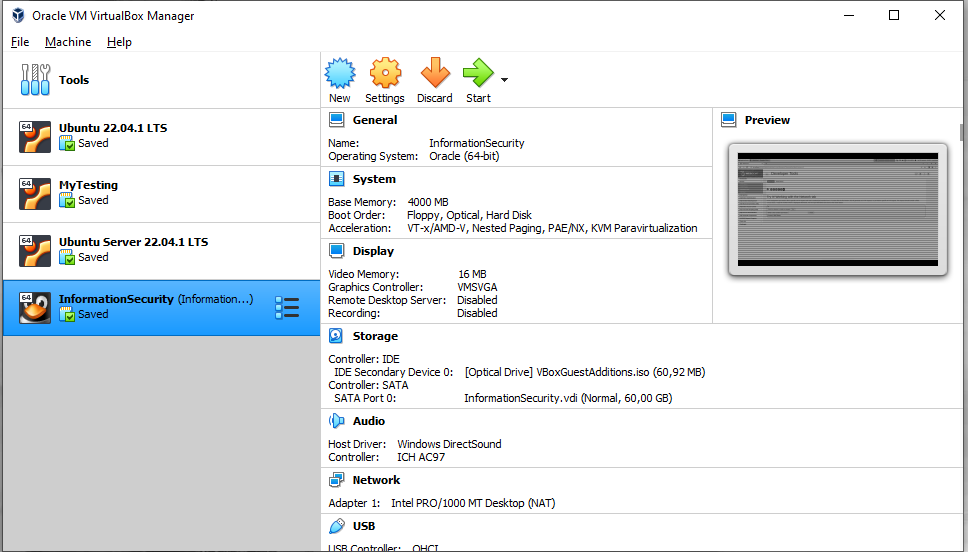 Oracle VM VirtualBox Manager
File Machine Help
Tools
New Settings Discard Start
64 Ubuntu 22.04.1 LTS
Saved
64 MyTesting
Saved
64 Ubuntu Server 22.04.1 LTS
Saved
64 InformationSecurity (Information...)
Saved
General
Name: InformationSecurity
Operating System: Oracle (64-bit)
System
Base Memory: 4000 MB
Boot Order: Floppy, Optical, Hard Disk
Acceleration: VT-x/AMD-V, Nested Paging, PAE/NX, KVM Paravirtualization
Display
Video Memory: 16 MB
Graphics Controller: VMSVGA
Remote Desktop Server: Disabled
Recording: Disabled
Preview
Storage
Controller: IDE
IDE Secondary Device 0: [Optical Drive] VBoxGuestAdditions.iso (60,92 MB)
Controller: SATA
SATA Port 0: InformationSecurity.vdi (Normal, 60,00 GB)
Audio
Host Driver: Windows DirectSound
Controller: ICH AC97
Network
Adapter 1: Intel PRO/1000 MT Desktop (NAT)
USB
USB Controller: OHCI